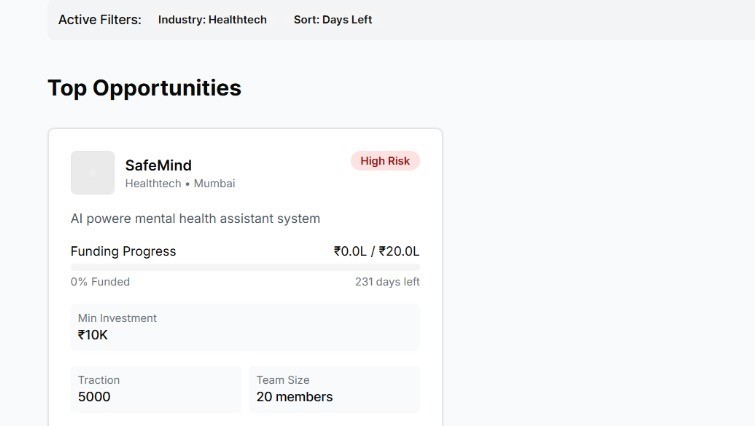 Active Filters: Industry: Healthtech Sort: Days Left
Top Opportunities
SafeMind
High Risk
Healthtech • Mumbai
AI powere mental health assistant system
Funding Progress ₹0.0L / ₹20.0L
0% Funded 231 days left
Min Investment
₹10K
Traction Team Size
5000 20 members